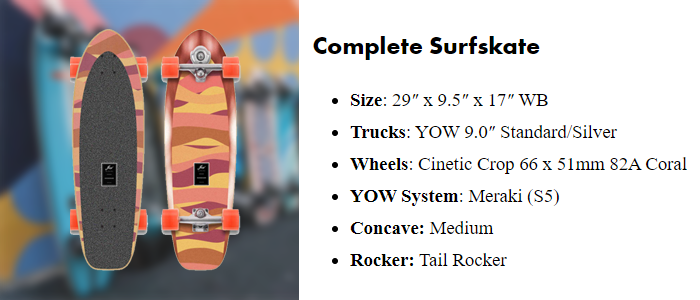 Complete Surfskate
Size: 29″ x 9.5″ x 17″ WB
Trucks: YOW 9.0″ Standard/Silver
Wheels: Cinetic Crop 66 x 51mm 82A Coral
YOW System: Meraki (S5)
Concave: Medium
Rocker: Tail Rocker